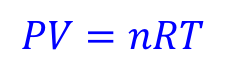 PV = nRT